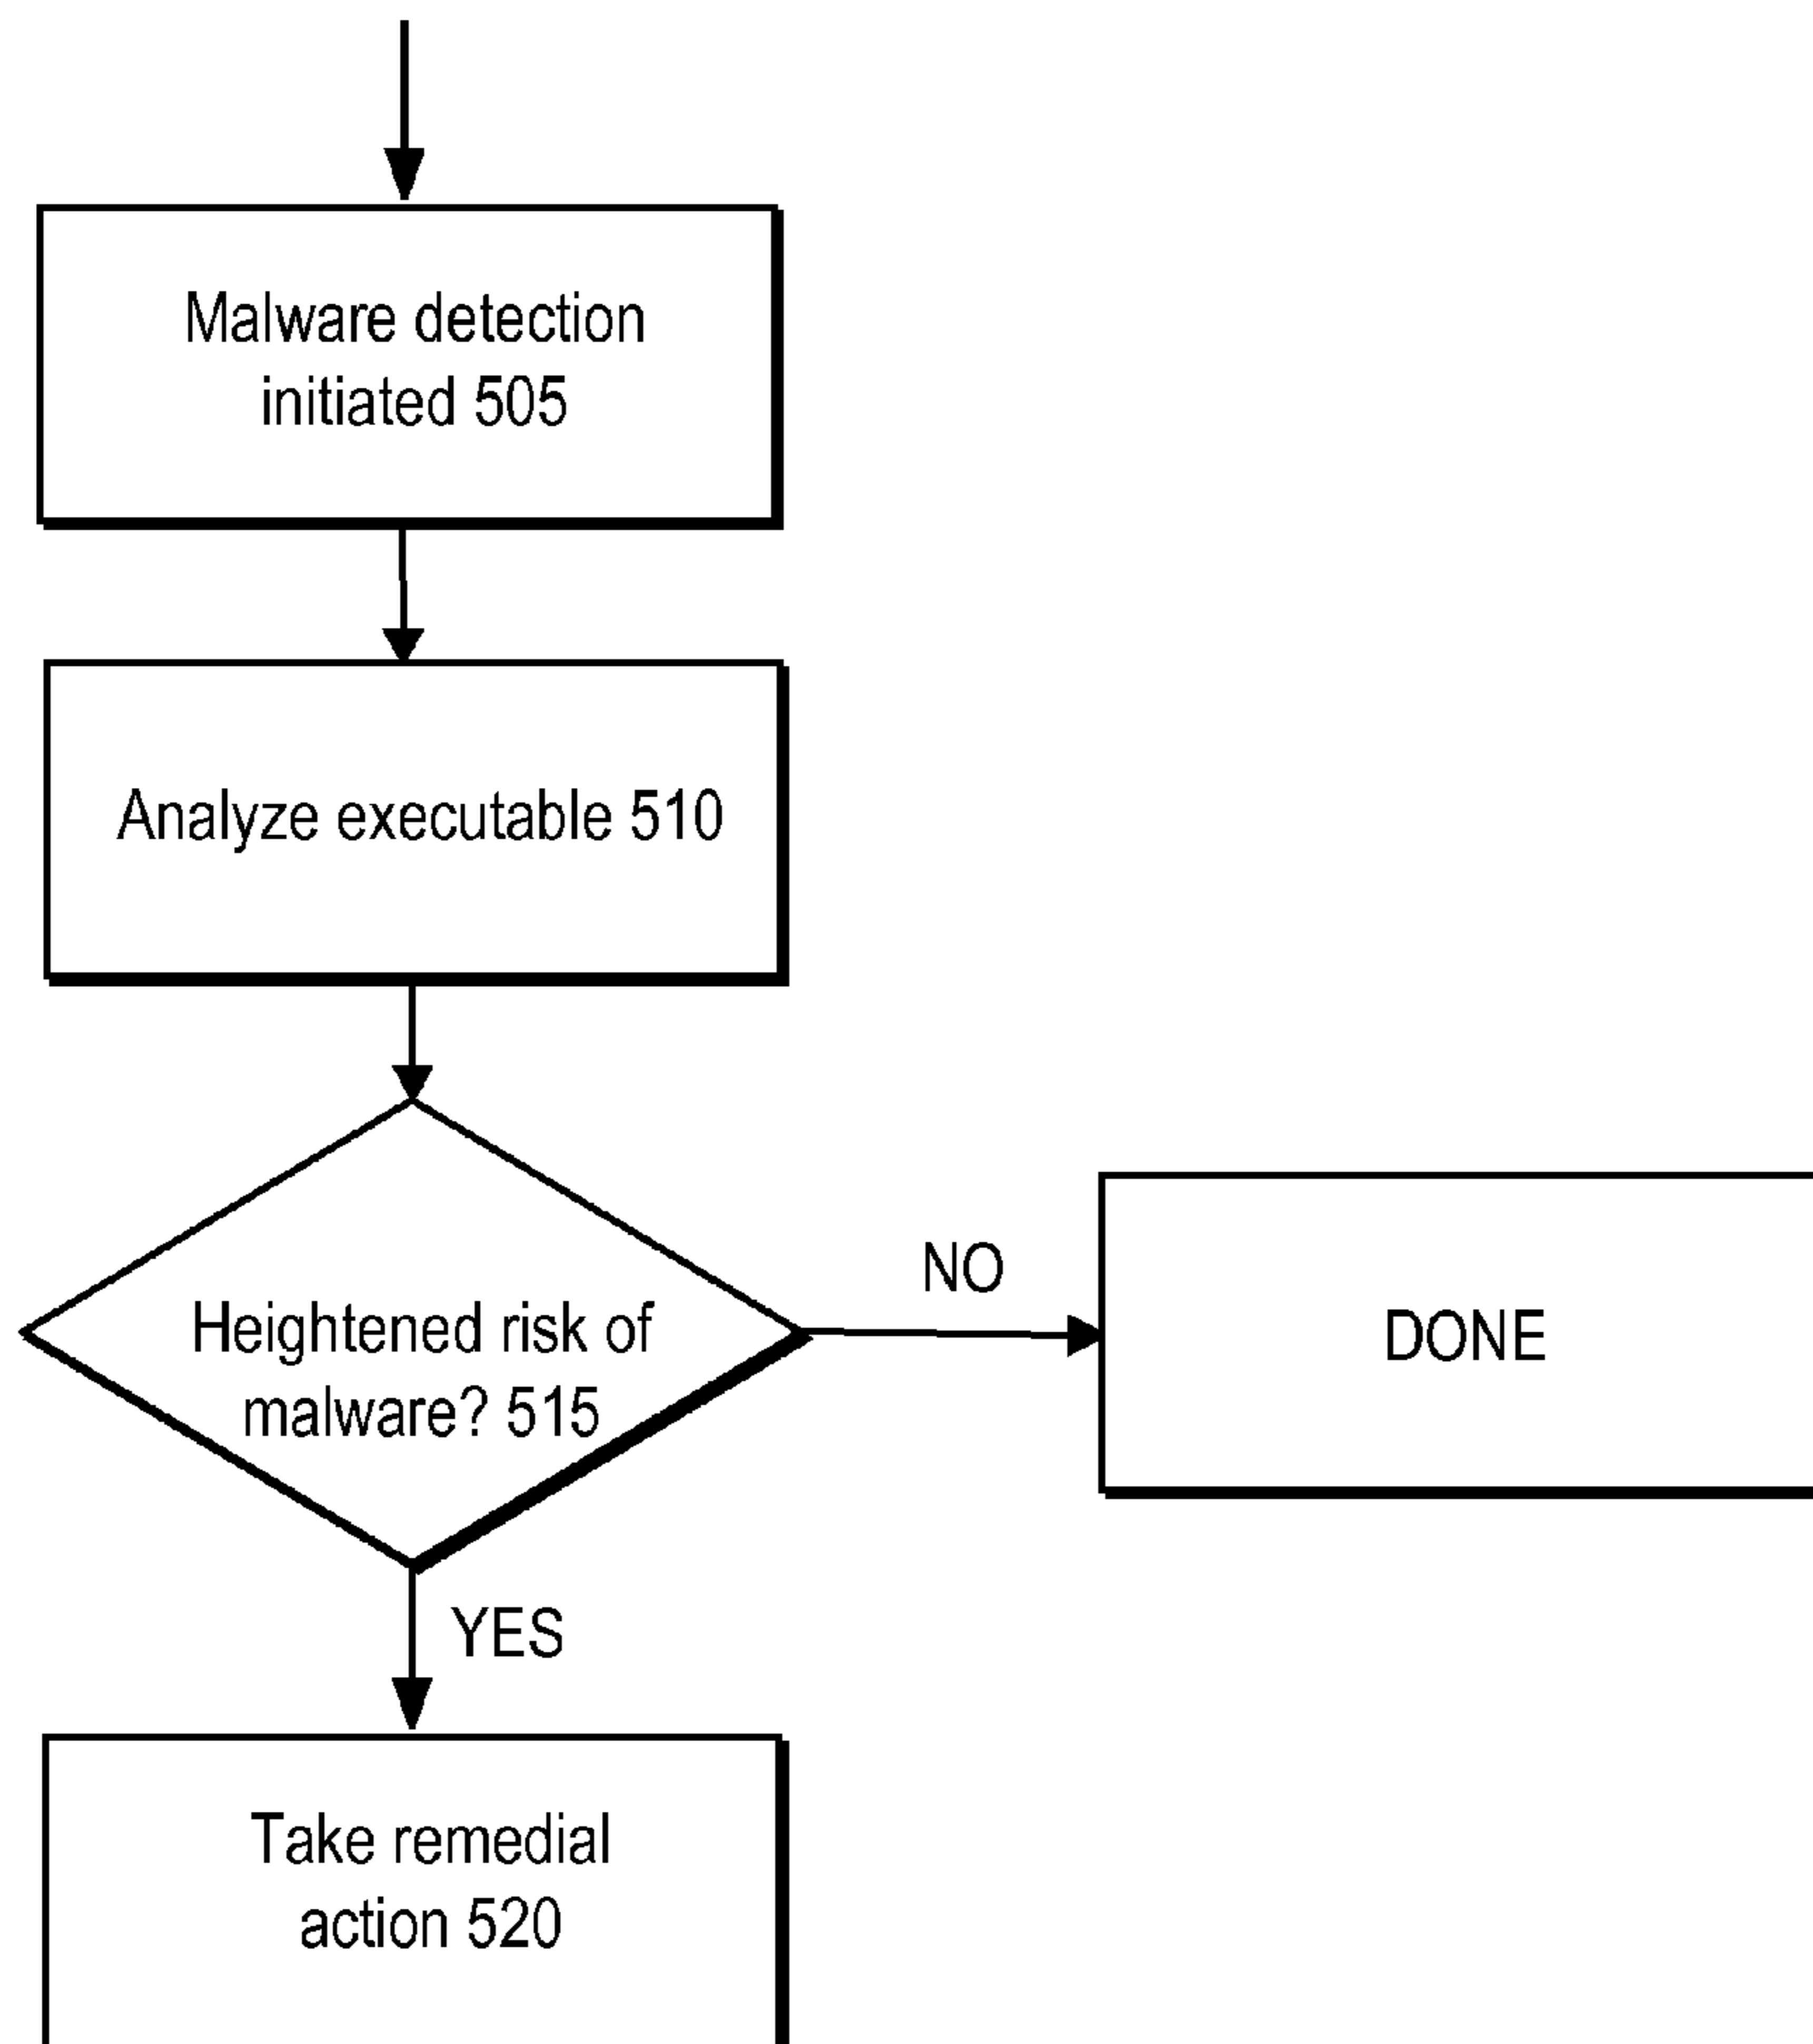 Malware detection
initiated 505
Analyze executable 510
Heightened risk of
malware? 515
NO
DONE
YES
Take remedial
action 520